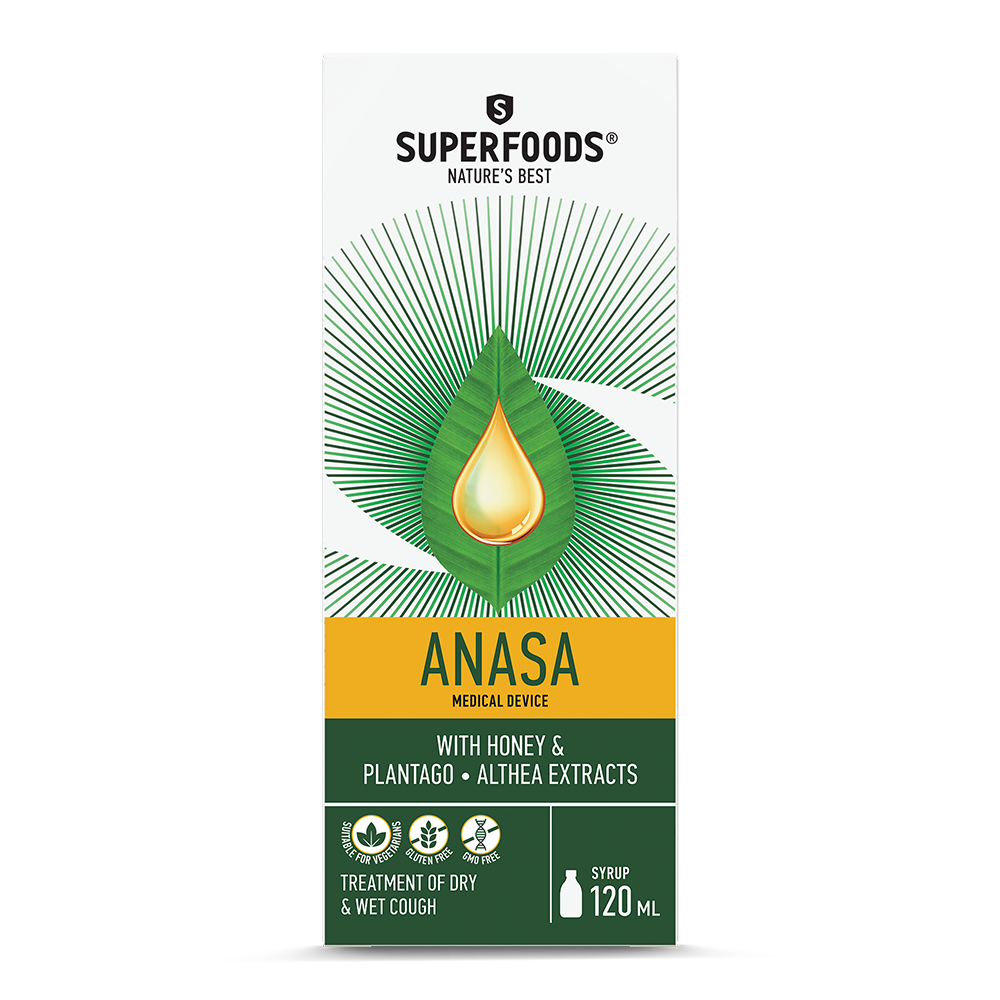 S
SUPERFOODS®
NATURE'S BEST
ANASA
MEDICAL DEVICE
WITH HONEY &
PLANTAGO • ALTHEA EXTRACTS
SUITABLE FOR VEGETARIANS
GLUTEN FREE
GMO FREE
TREATMENT OF DRY
& WET COUGH
SYRUP
120 ML